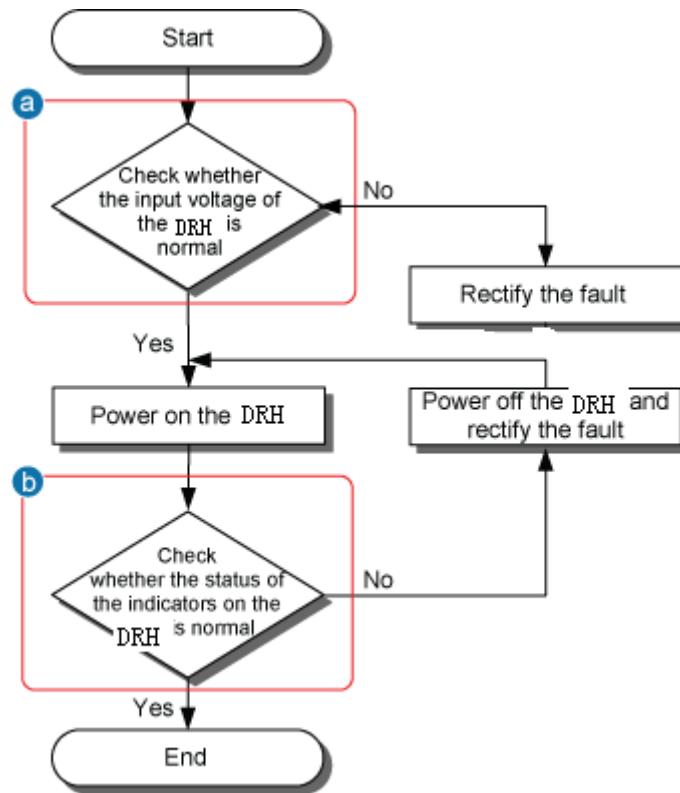 Start
a
Check whether
the input voltage of
the DRH is
normal
No
Rectify the fault
Yes
Power on the DRH
Power off the DRH and
rectify the fault
b
Check
whether the status of
the indicators on the
DRH is normal
No
Yes
End